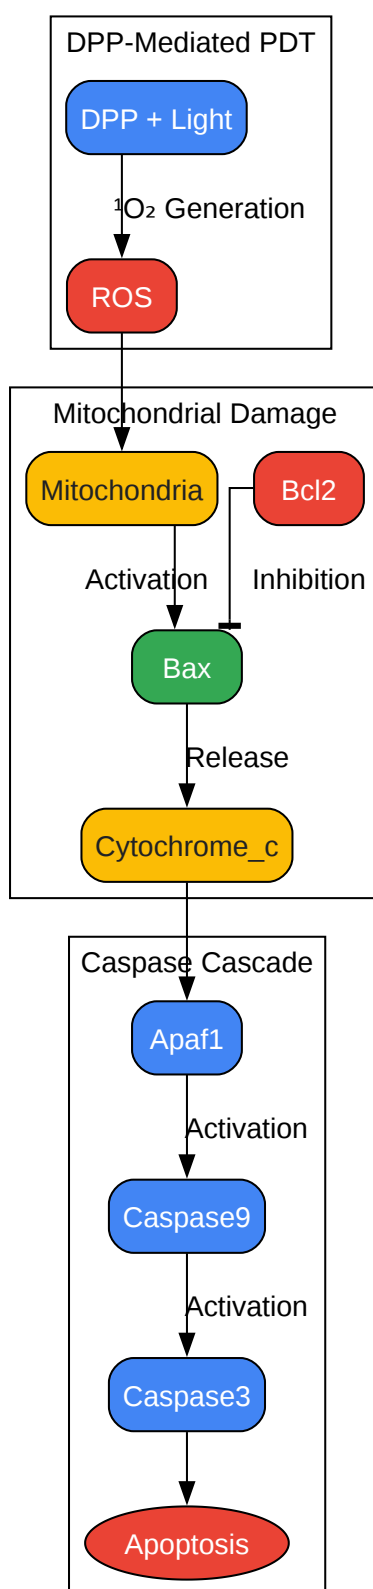 DPP-Mediated PDT
DPP + Light
¹O₂ Generation
ROS
Mitochondrial Damage
Mitochondria
Bcl2
Activation
Inhibition
Bax
Release
Cytochrome_c
Caspase Cascade
Apaf1
Activation
Caspase9
Activation
Caspase3
Apoptosis